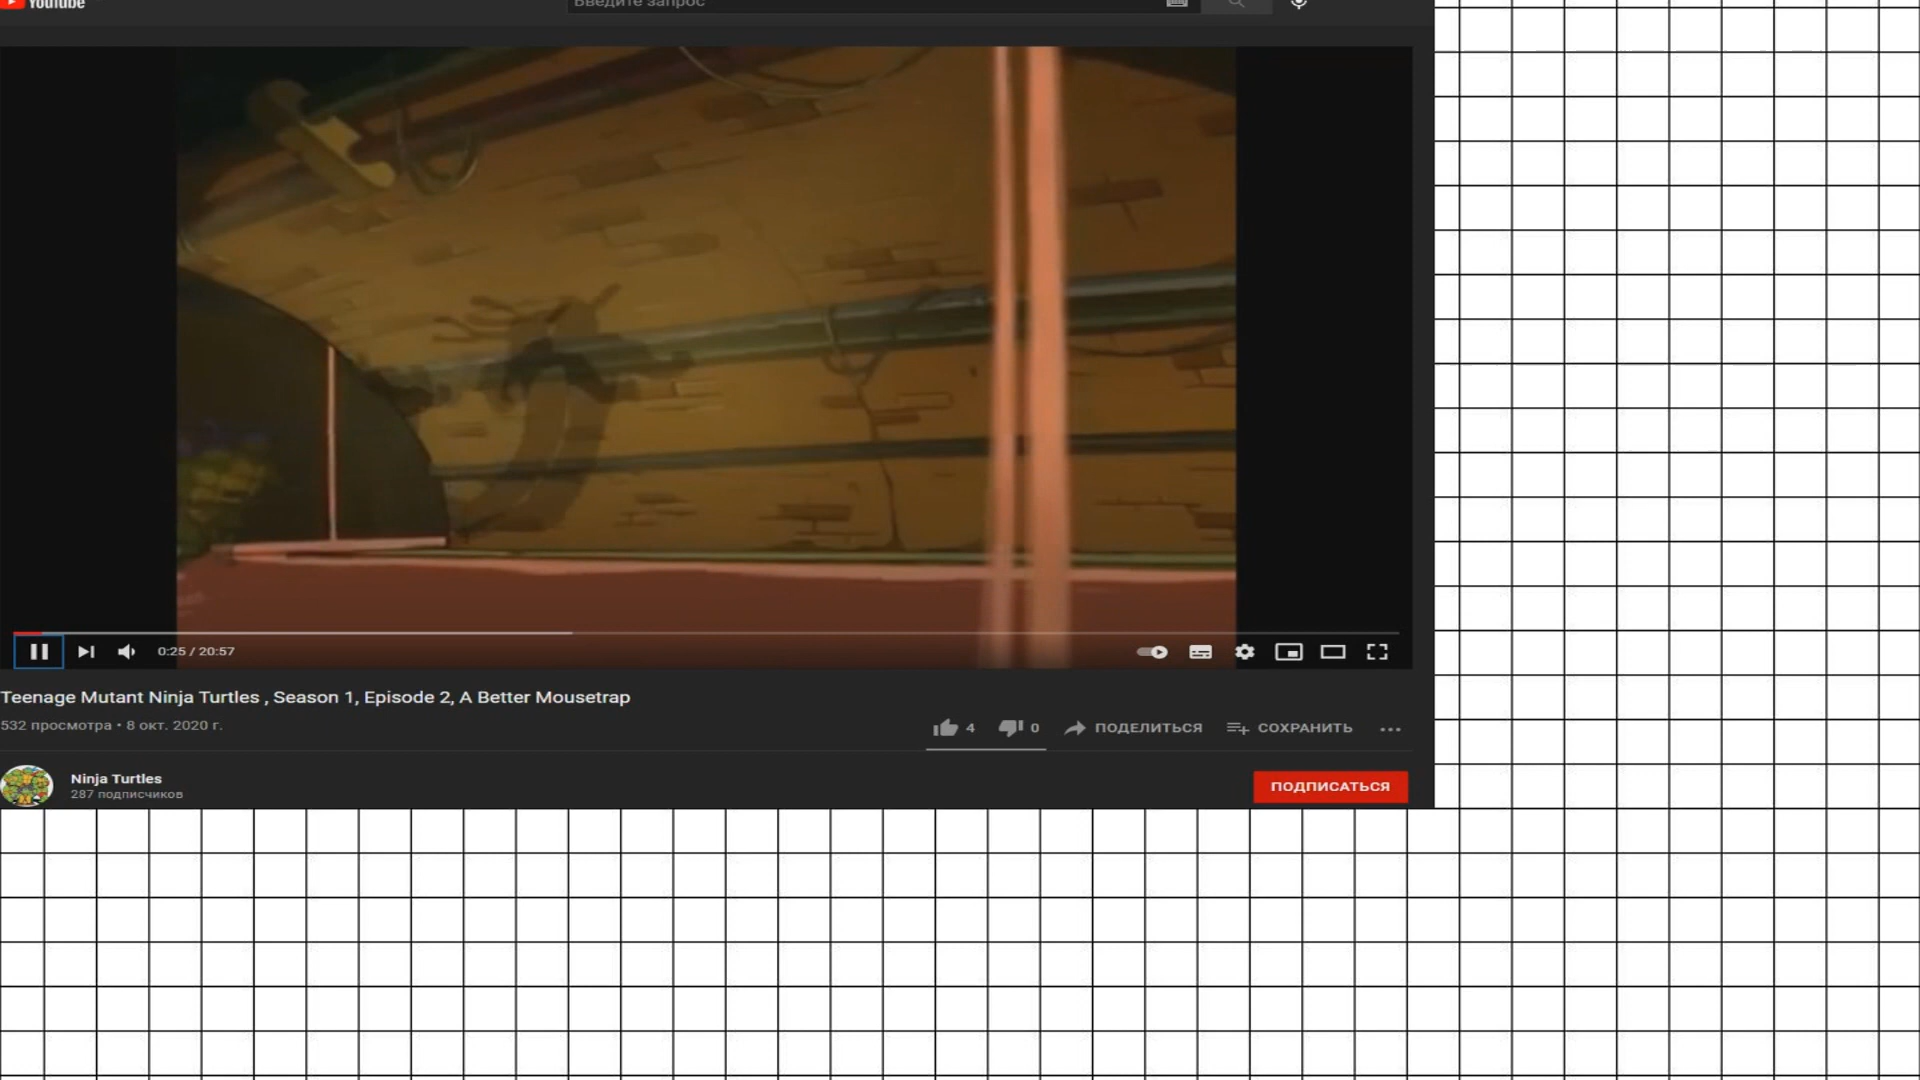 YouTube
Введите запрос
0:25 / 20:57
Teenage Mutant Ninja Turtles , Season 1, Episode 2, A Better Mousetrap
532 просмотра • 8 окт. 2020 г.
4 0 ПОДЕЛИТЬСЯ СОХРАНИТЬ
Ninja Turtles
287 подписчиков
ПОДПИСАТЬСЯ